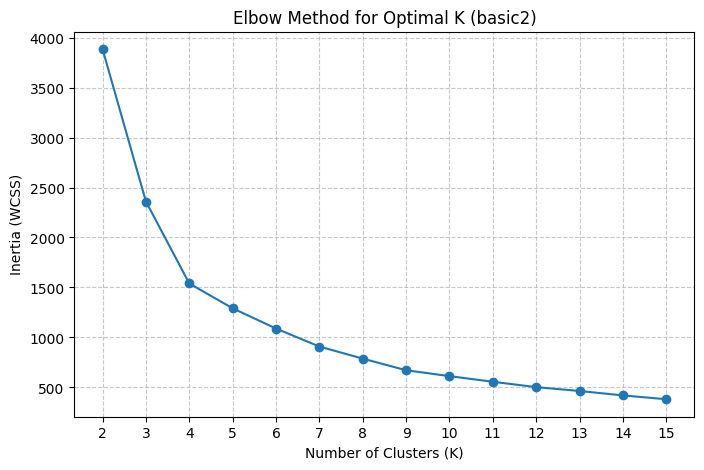 Elbow Method for Optimal K (basic2)
Inertia (WCSS)
4000
3500
3000
2500
2000
1500
1000
500
2 3 4 5 6 7 8 9 10 11 12 13 14 15
Number of Clusters (K)